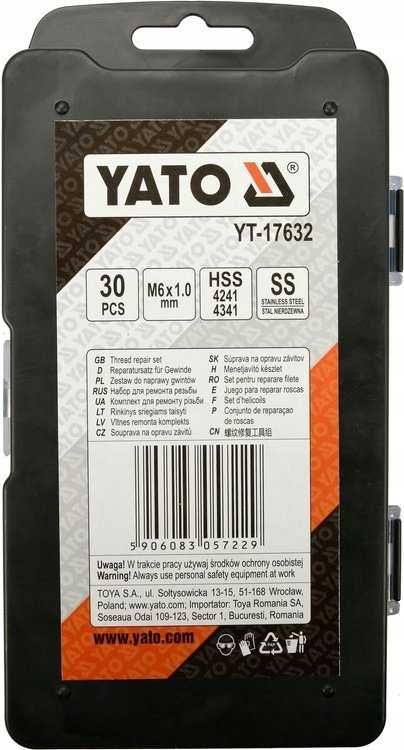 YATO ®
YT-17632
30
PCS
M6x1.0
mm
HSS
4241
4341
SS
STAINLESS STEEL
STAL NIERDZEWNA
GB Thread repair set
D Reparatursatz für Gewinde
PL Zestaw do naprawy gwintów
RUS Набор для ремонта резьбы
UA Комплект для ремонта різьби
LT Rinkinys sriegiams taisyti
LV Vītnes remonta komplekts
CZ Souprava na opravu závitů
SK Súprava na opravu závitov
H Menetjavító készlet
RO Set pentru reparare filete
E Juego para reparar roscas
F Set d'helicoils
P Conjunto de reparaçao
de roscas
CN 螺纹修复工具组
5 906083 057229
Uwaga! W trakcie pracy używaj środków ochrony osobistej
Warning! Always use personal safety equipment at work
TOYA S.A., ul. Sołtysowicka 13-15, 51-168 Wrocław,
Poland; www.yato.com; Importator: Toya Romania SA,
Soseaua Odai 109-123, Sector 1, Bucuresti, Romania
www.yato.com